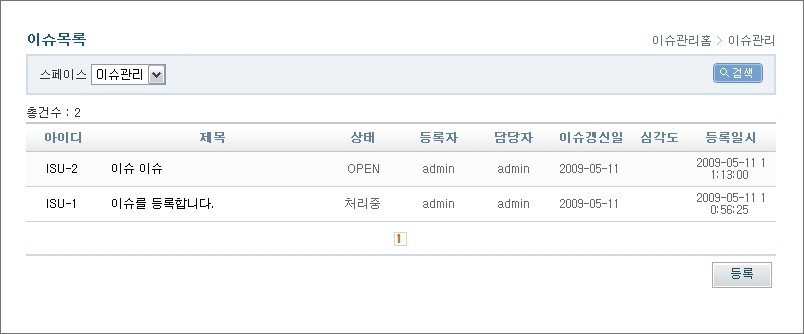 이슈목록
이슈관리홈 > 이슈관리
스페이스 이슈관리 검색
총건수 : 2
아이디 제목 상태 등록자 담당자 이슈갱신일 심각도 등록일시
ISU-2 이슈 이슈 OPEN admin admin 2009-05-11 2009-05-11 1
1:13:00
ISU-1 이슈를 등록합니다. 처리중 admin admin 2009-05-11 2009-05-11 1
0:56:25
1
등록